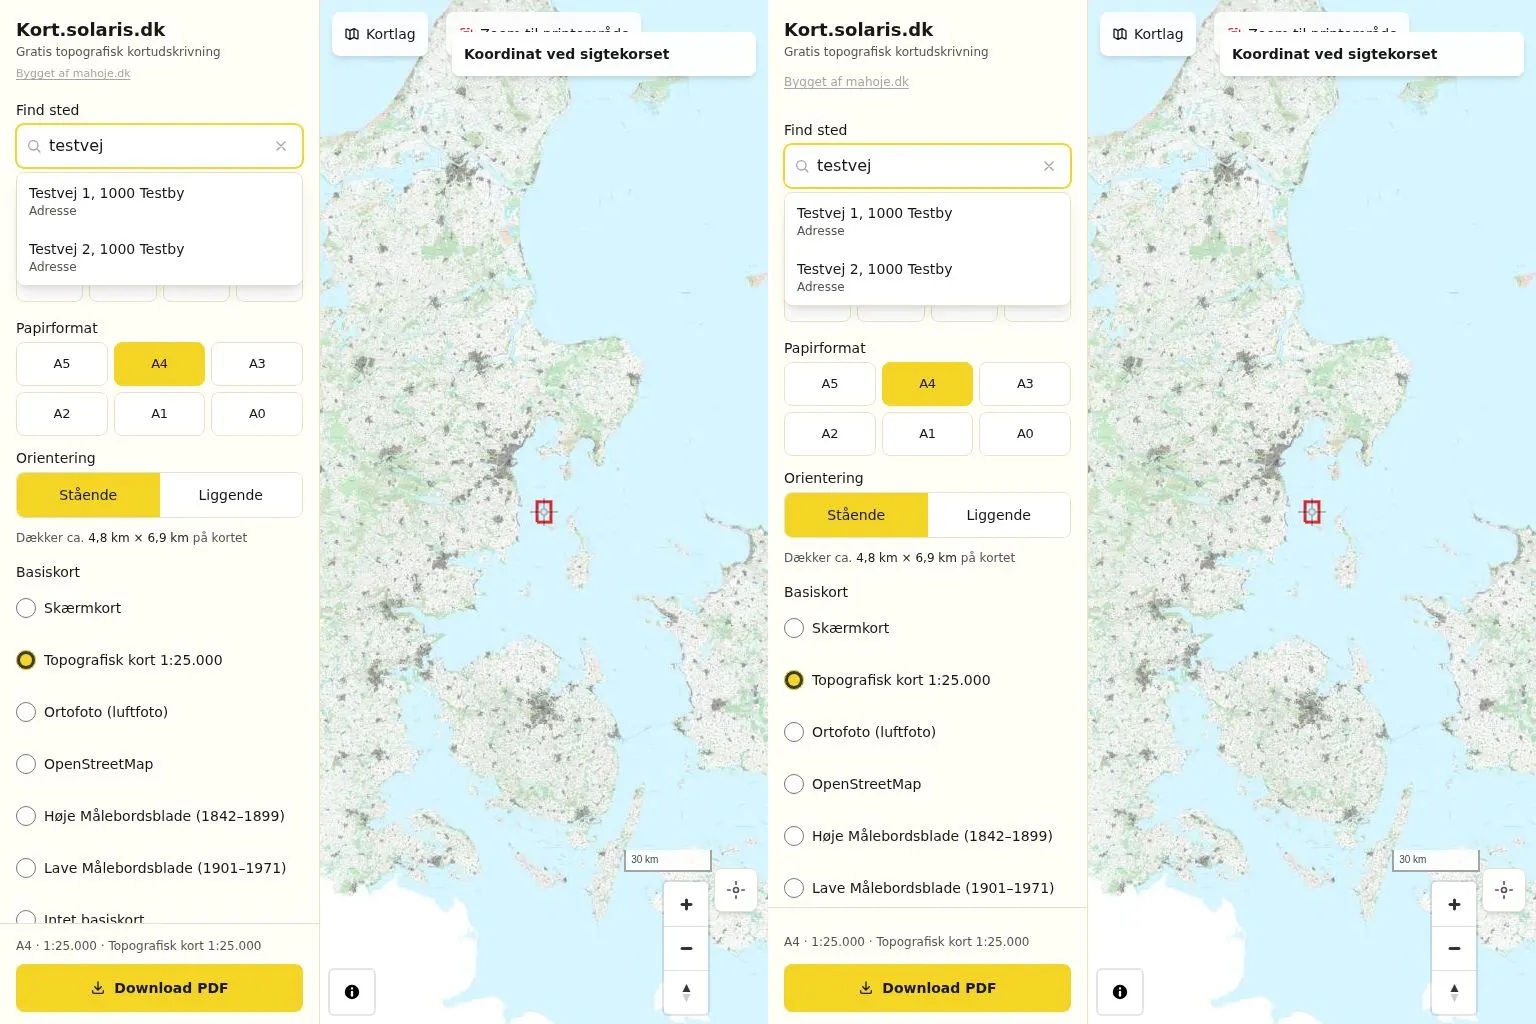 Kort.solaris.dk
Gratis topografisk kortudskrivning
Bygget af mahoje.dk
Find sted
testvej
Testvej 1, 1000 Testby
Adresse
Testvej 2, 1000 Testby
Adresse
Papirformat
A5 A4 A3
A2 A1 A0
Orientering
Stående Liggende
Dækker ca. 4,8 km × 6,9 km på kortet
Basiskort
Skærmkort
Topografisk kort 1:25.000
Ortofoto (luftfoto)
OpenStreetMap
Høje Målebordsblade (1842–1899)
Lave Målebordsblade (1901–1971)
Intet basiskort
A4 · 1:25.000 · Topografisk kort 1:25.000
Download PDF
Kortlag
Zoom til printområde
Koordinat ved sigtekorset
30 km
Kort.solaris.dk
Gratis topografisk kortudskrivning
Bygget af mahoje.dk
Find sted
testvej
Testvej 1, 1000 Testby
Adresse
Testvej 2, 1000 Testby
Adresse
Papirformat
A5 A4 A3
A2 A1 A0
Orientering
Stående Liggende
Dækker ca. 4,8 km × 6,9 km på kortet
Basiskort
Skærmkort
Topografisk kort 1:25.000
Ortofoto (luftfoto)
OpenStreetMap
Høje Målebordsblade (1842–1899)
Lave Målebordsblade (1901–1971)
A4 · 1:25.000 · Topografisk kort 1:25.000
Download PDF
Kortlag
Zoom til printområde
Koordinat ved sigtekorset
30 km